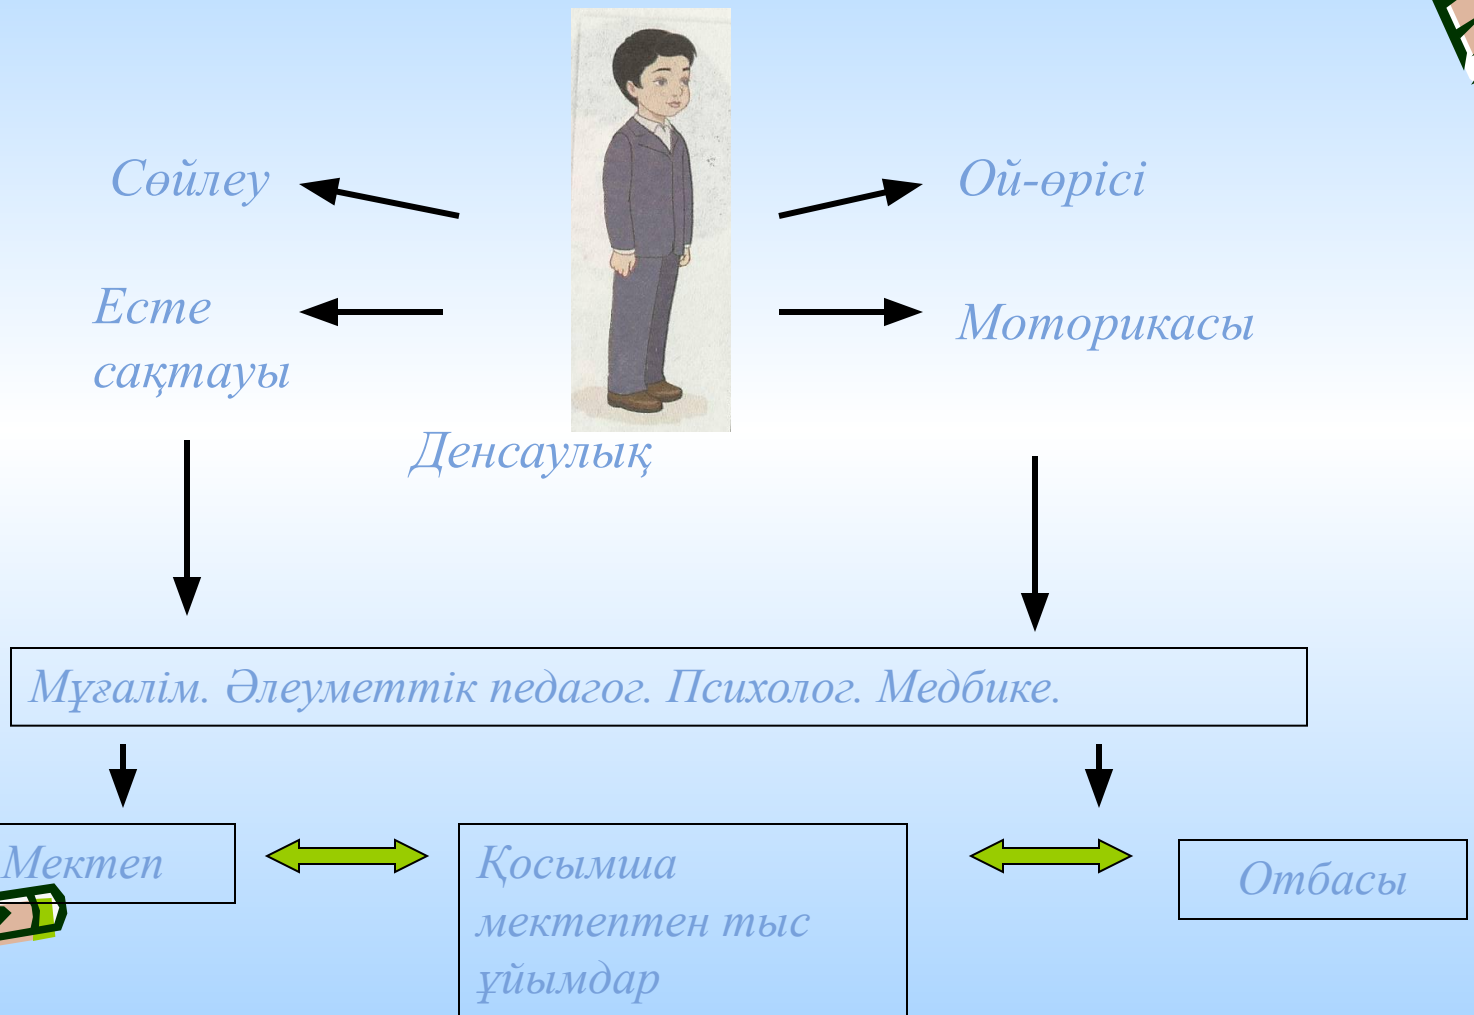 Сөйлеу
Ой-өрісі
Есте
сақтауы
Моторикасы
Денсаулық
Мұғалім. Әлеуметтік педагог. Психолог. Медбике.
Мектеп
Қосымша
мектептен тыс
ұйымдар
Отбасы